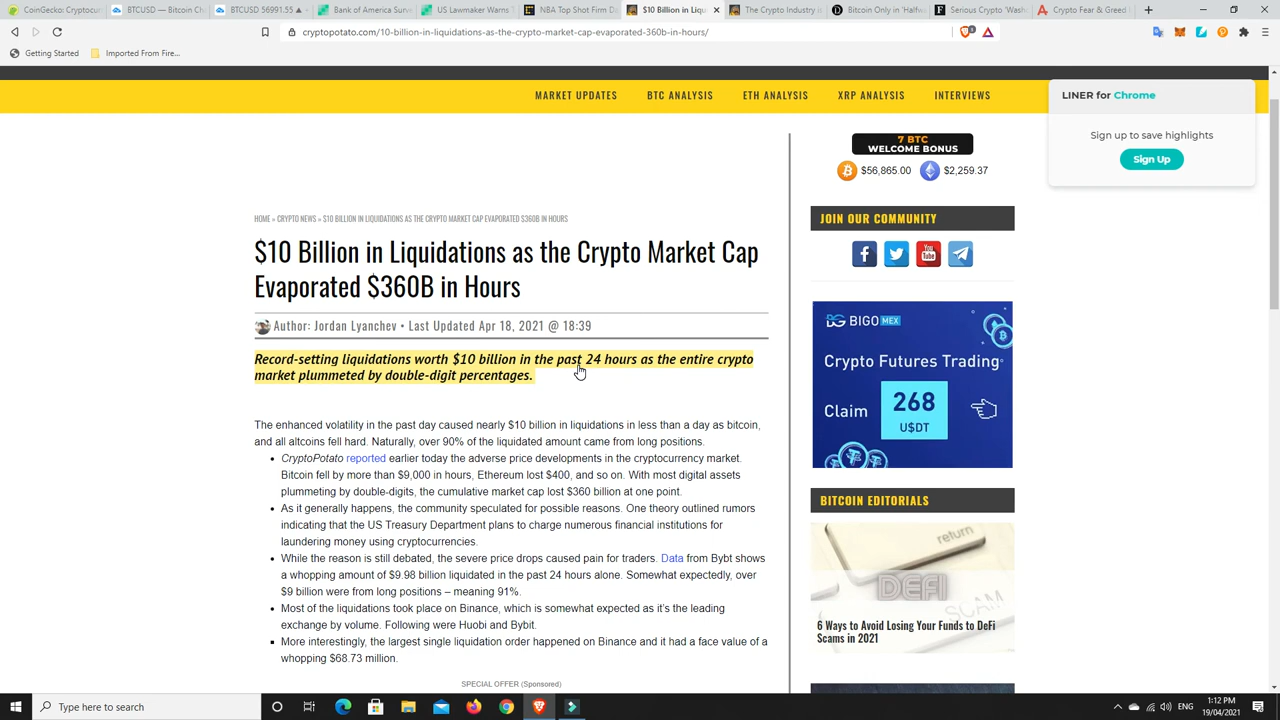 CoinGecko: Cryptocur
BTCUSD — Bitcoin Ch
BTCUSD 56991.55 ▲
Bank of America Surve
US Lawmaker Warns
NBA Top Shot Firm Da
$10 Billion in Liqu
The Crypto Industry
Bitcoin Only in 'Halfw
Serious Crypto 'Wash
Crypto Fear & Greed
cryptopotato.com/10-billion-in-liquidations-as-the-crypto-market-cap-evaporated-360b-in-hours/
Getting Started
Imported From Fire...
MARKET UPDATES
BTC ANALYSIS
ETH ANALYSIS
XRP ANALYSIS
INTERVIEWS
LINER for Chrome
Sign up to save highlights
Sign Up
7 BTC
WELCOME BONUS
$56,865.00
$2,259.37
HOME » CRYPTO NEWS » $10 BILLION IN LIQUIDATIONS AS THE CRYPTO MARKET CAP EVAPORATED $360B IN HOURS
$10 Billion in Liquidations as the Crypto Market Cap
Evaporated $360B in Hours
Author: Jordan Lyanchev • Last Updated Apr 18, 2021 @ 18:39
Record-setting liquidations worth $10 billion in the past 24 hours as the entire crypto
market plummeted by double-digit percentages.
The enhanced volatility in the past day caused nearly $10 billion in liquidations in less than a day as bitcoin,
and all altcoins fell hard. Naturally, over 90% of the liquidated amount came from long positions.
CryptoPotato reported earlier today the adverse price developments in the cryptocurrency market.
Bitcoin fell by more than $9,000 in hours, Ethereum lost $400, and so on. With most digital assets
plummeting by double-digits, the cumulative market cap lost $360 billion at one point.
As it generally happens, the community speculated for possible reasons. One theory outlined rumors
indicating that the US Treasury Department plans to charge numerous financial institutions for
laundering money using cryptocurrencies.
While the reason is still debated, the severe price drops caused pain for traders. Data from Bybt shows
a whopping amount of $9.98 billion liquidated in the past 24 hours alone. Somewhat expectedly, over
$9 billion were from long positions – meaning 91%.
Most of the liquidations took place on Binance, which is somewhat expected as it's the leading
exchange by volume. Following were Huobi and Bybit.
More interestingly, the largest single liquidation order happened on Binance and it had a face value of a
whopping $68.73 million.
SPECIAL OFFER (Sponsored)
JOIN OUR COMMUNITY
You
Tube
BIGO MEX
Crypto Futures Trading
Claim
268
U$DT
BITCOIN EDITORIALS
return
DEFI
SCAM
6 Ways to Avoid Losing Your Funds to DeFi
Scams in 2021
Type here to search
ENG
1:12 PM
19/04/2021